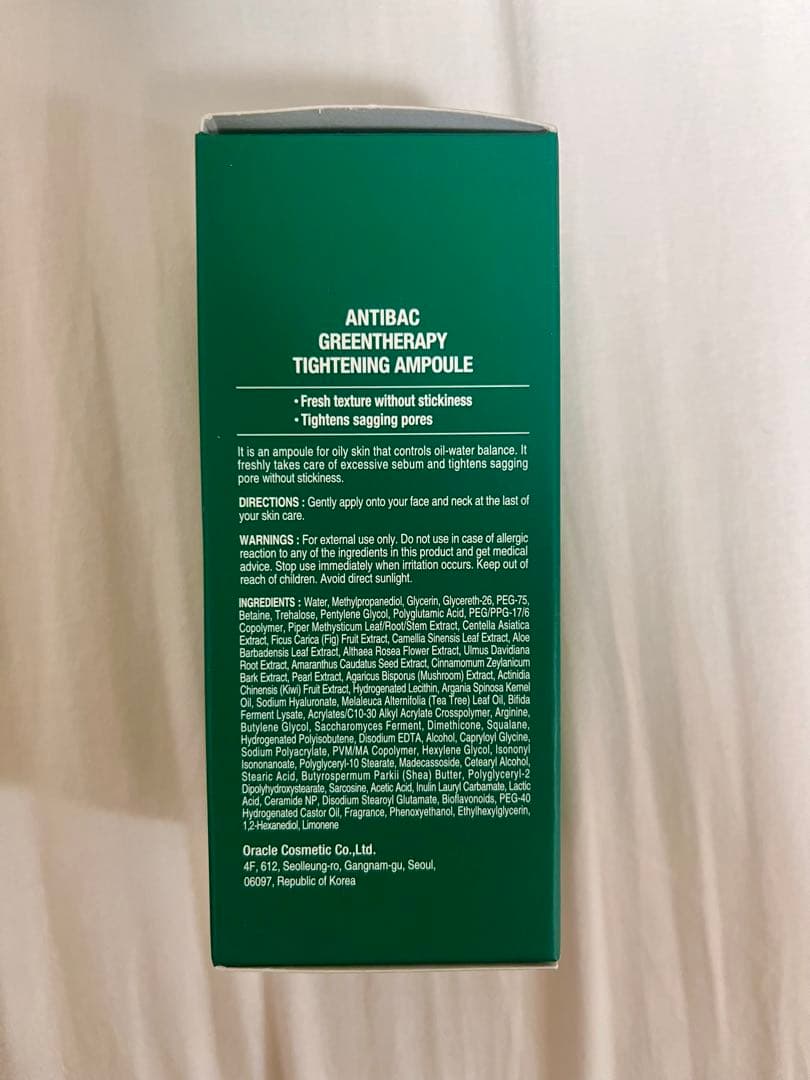 ANTIBAC
GREENTHERAPY
TIGHTENING AMPOULE
• Fresh texture without stickiness
• Tightens sagging pores
It is an ampoule for oily skin that controls oil-water balance. It
freshly takes care of excessive sebum and tightens sagging
pore without stickiness.
DIRECTIONS : Gently apply onto your face and neck at the last of
your skin care.
WARNINGS : For external use only. Do not use in case of allergic
reaction to any of the ingredients in this product and get medical
advice. Stop use immediately when irritation occurs. Keep out of
reach of children. Avoid direct sunlight.
INGREDIENTS : Water, Methylpropanediol, Glycerin, Glycereth-26, PEG-75,
Betaine, Trehalose, Pentylene Glycol, Polyglutamic Acid, PEG/PPG-17/6
Copolymer, Piper Methysticum Leaf/Root/Stem Extract, Centella Asiatica
Extract, Ficus Carica (Fig) Fruit Extract, Camellia Sinensis Leaf Extract, Aloe
Barbadensis Leaf Extract, Althaea Rosea Flower Extract, Ulmus Davidiana
Root Extract, Amaranthus Caudatus Seed Extract, Cinnamomum Zeylanicum
Bark Extract, Pearl Extract, Agaricus Bisporus (Mushroom) Extract, Actinidia
Chinensis (Kiwi) Fruit Extract, Hydrogenated Lecithin, Argania Spinosa Kernel
Oil, Sodium Hyaluronate, Melaleuca Alternifolia (Tea Tree) Leaf Oil, Bifida
Ferment Lysate, Acrylates/C10-30 Alkyl Acrylate Crosspolymer, Arginine,
Butylene Glycol, Saccharomyces Ferment, Dimethicone, Squalane,
Hydrogenated Polyisobutene, Disodium EDTA, Alcohol, Capryloyl Glycine,
Sodium Polyacrylate, PVM/MA Copolymer, Hexylene Glycol, Isononyl
Isononanoate, Polyglyceryl-10 Stearate, Madecassoside, Cetearyl Alcohol,
Stearic Acid, Butyrospermum Parkii (Shea) Butter, Polyglyceryl-2
Dipolyhydroxystearate, Sarcosine, Acetic Acid, Inulin Lauryl Carbamate, Lactic
Acid, Ceramide NP, Disodium Stearoyl Glutamate, Bioflavonoids, PEG-40
Hydrogenated Castor Oil, Fragrance, Phenoxyethanol, Ethylhexylglycerin,
1,2-Hexanediol, Limonene
Oracle Cosmetic Co.,Ltd.
4F, 612, Seolleung-ro, Gangnam-gu, Seoul,
06097, Republic of Korea